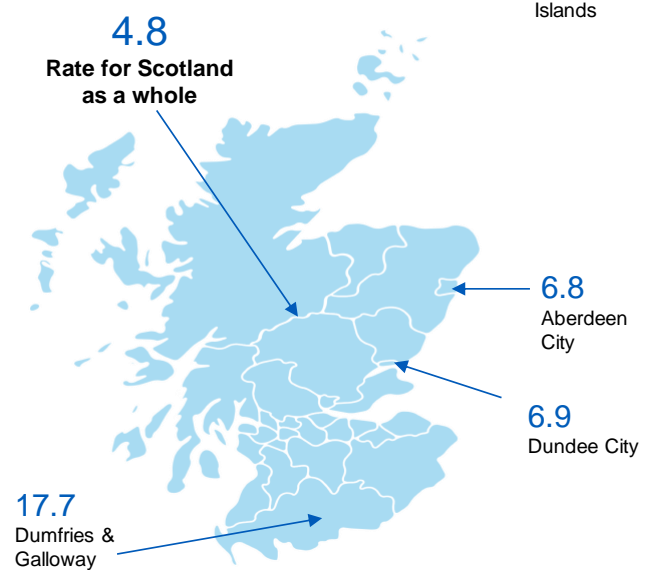 Islands
4.8
Rate for Scotland
as a whole
6.8
Aberdeen
City
6.9
Dundee City
17.7
Dumfries &
Galloway